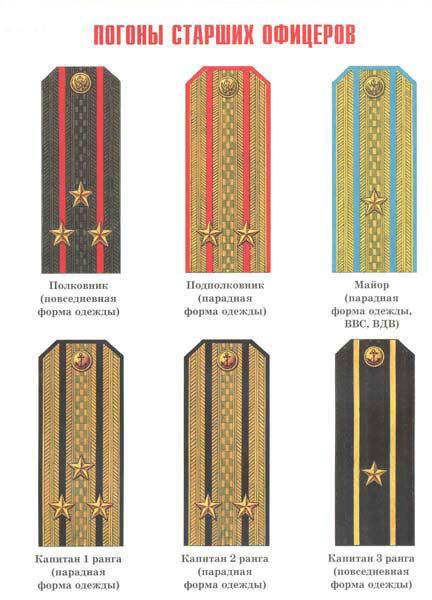 ПОГОНЫ СТАРШИХ ОФИЦЕРОВ
Полковник
(повседневная
форма одежды)
Подполковник
(парадная
форма одежды)
Майор
(парадная
форма одежды,
ВВС, ВДВ)
Капитан 1 ранга
(парадная
форма одежды)
Капитан 2 ранга
(парадная
форма одежды)
Капитан 3 ранга
(повседневная
форма одежды)